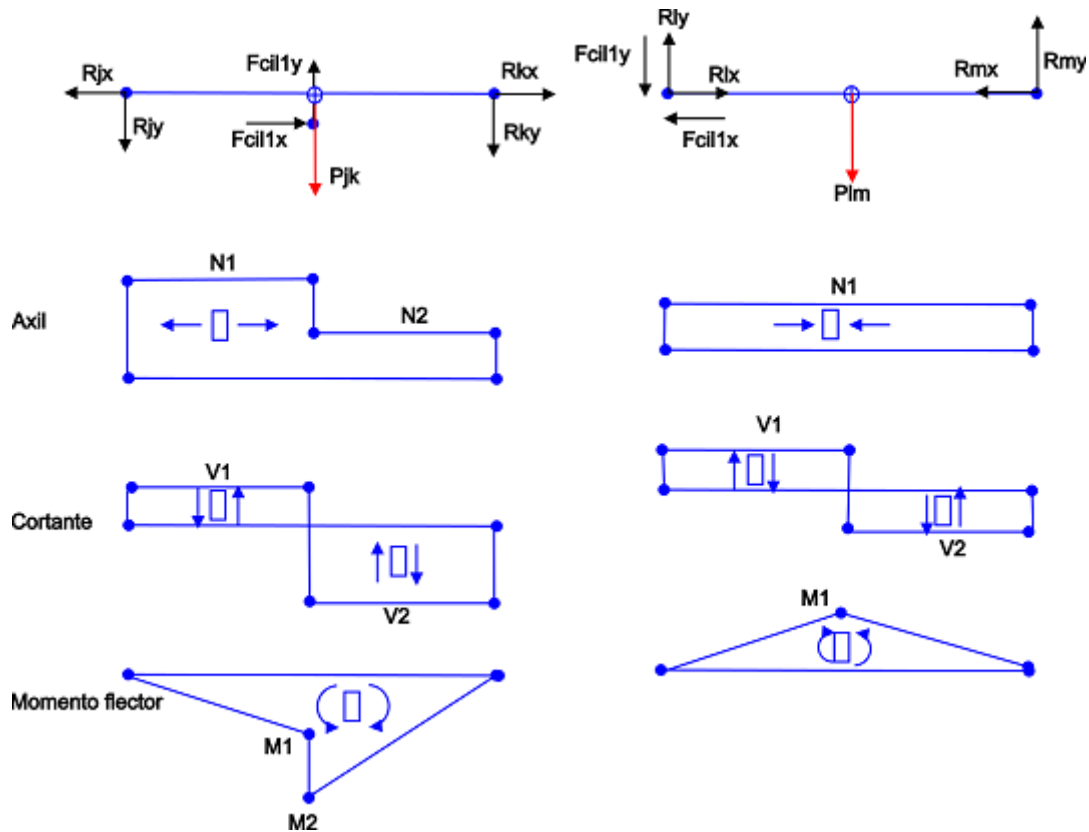 Rjx
Fcil1y
Rkx
Rjy
Fcil1x
Rky
Pjk
Rly
Fcil1y
Rlx
Rmx
Rmy
Fcil1x
Plm
Axil
N1
N2
N1
Cortante
V1
V2
V1
V2
Momento flector
M1
M2
M1